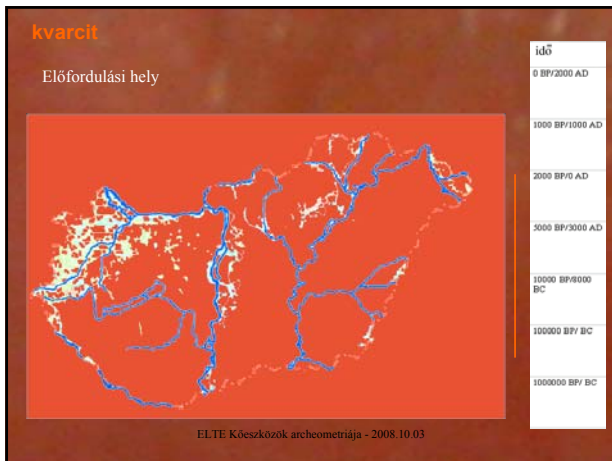 kvarcit
Előfordulási hely
idő
0 BP/2000 AD
1000 BP/1000 AD
2000 BP/0 AD
3000 BP/3000 AD
10000 BP/8000
BC
100000 BP/ BC
1000000 BP/ BC
ELTE Kőeszközök archeometriája - 2008.10.03